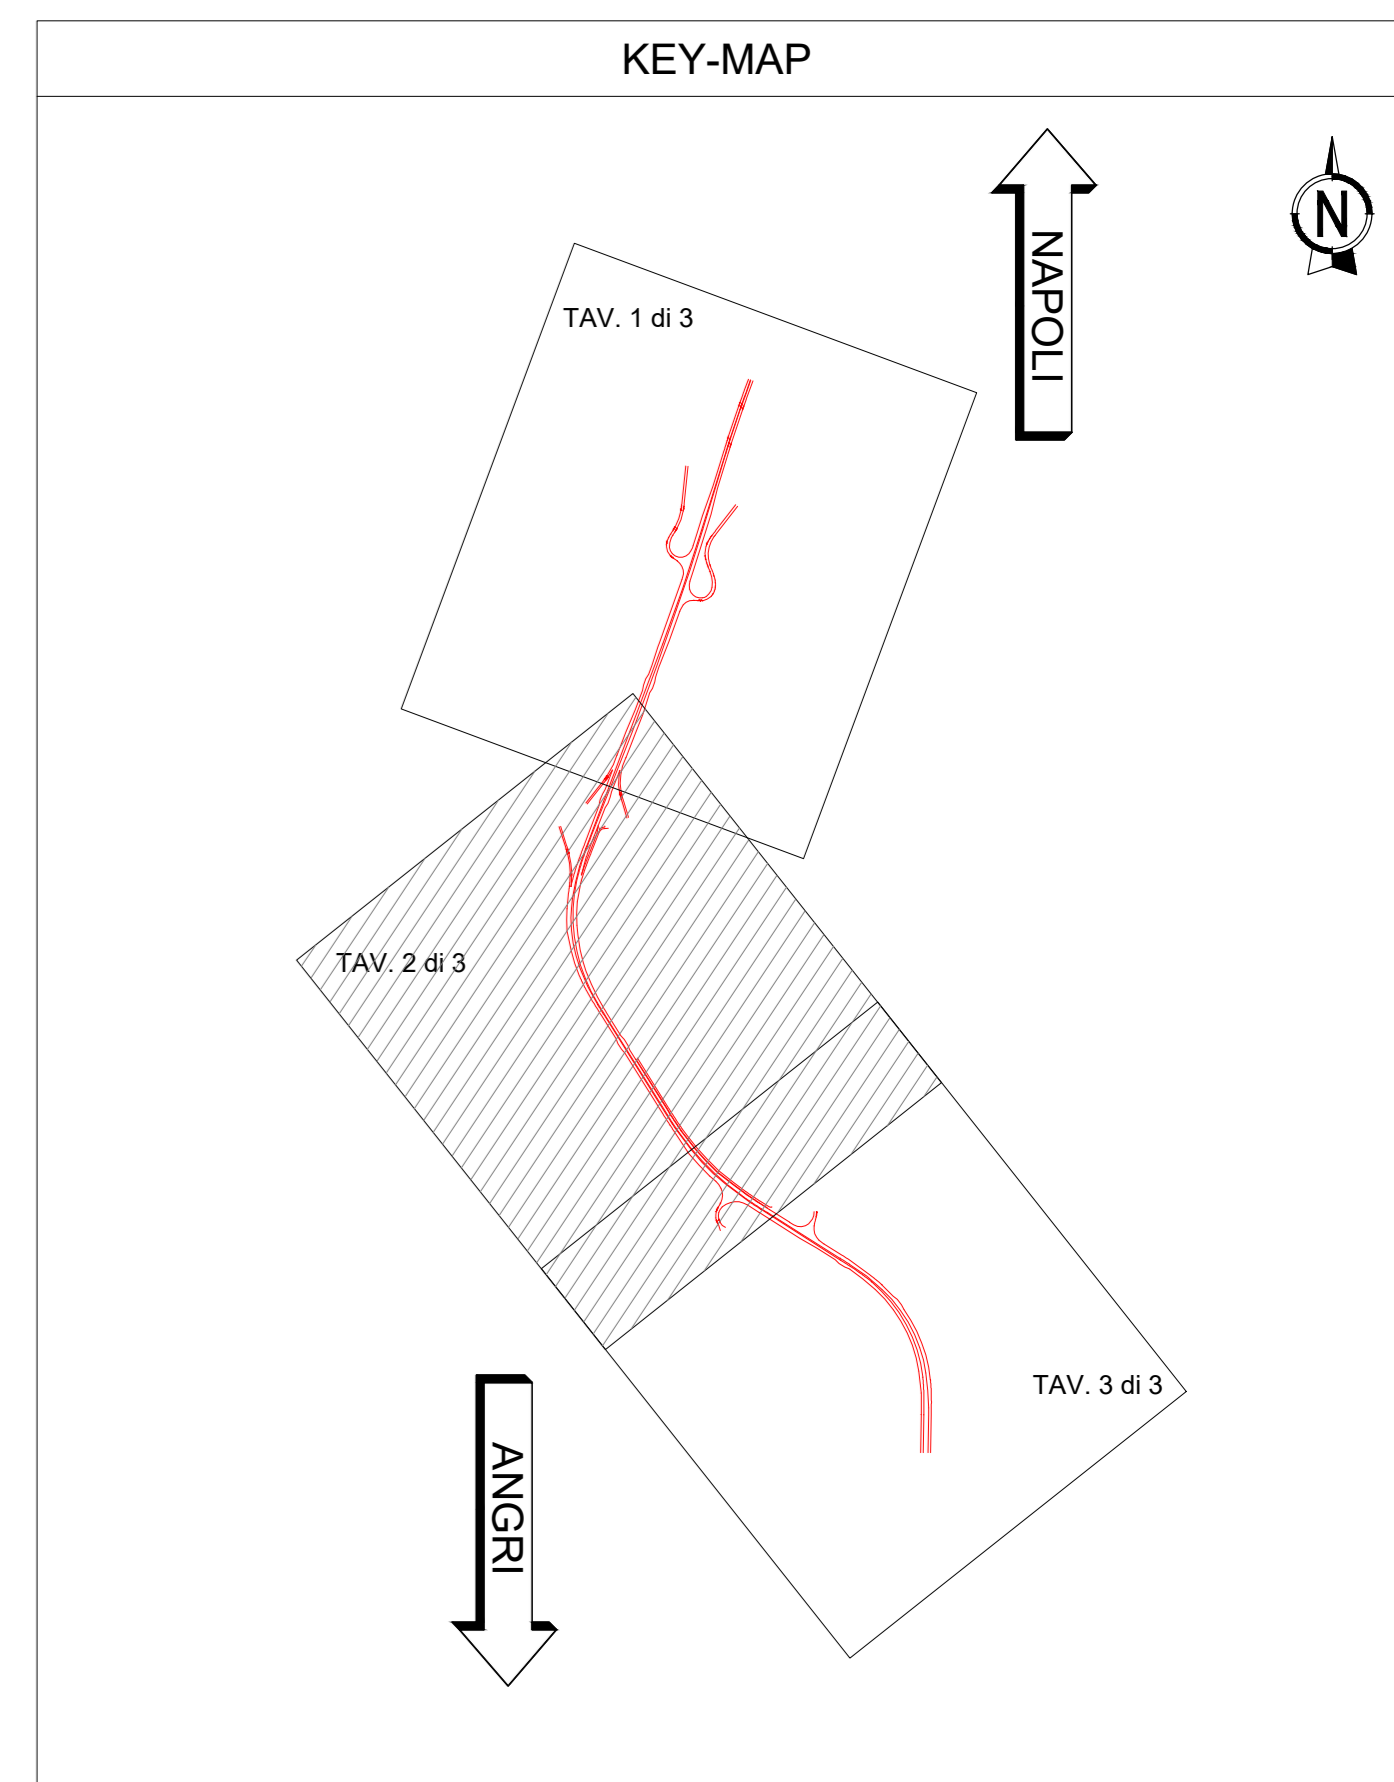 KEY-MAP
N
NAPOLI
TAV. 1 di 3
TAV. 2 di 3
TAV. 3 di 3
ANGRI